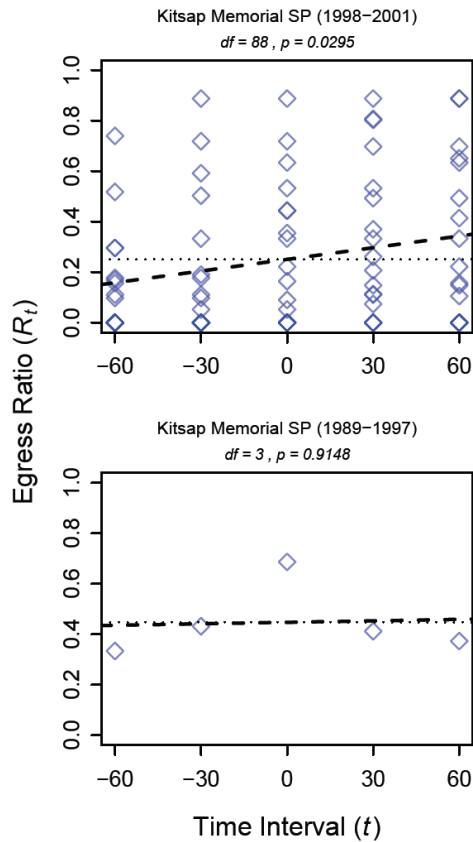 Kitsap Memorial SP (1998−2001)
df = 88 , p = 0.0295
1.0
0.8
0.6
0.4
0.2
0.0
−60 −30 0 30 60
Egress Ratio (Rt)
Kitsap Memorial SP (1989−1997)
df = 3 , p = 0.9148
1.0
0.8
0.6
0.4
0.2
0.0
−60 −30 0 30 60
Time Interval (t)